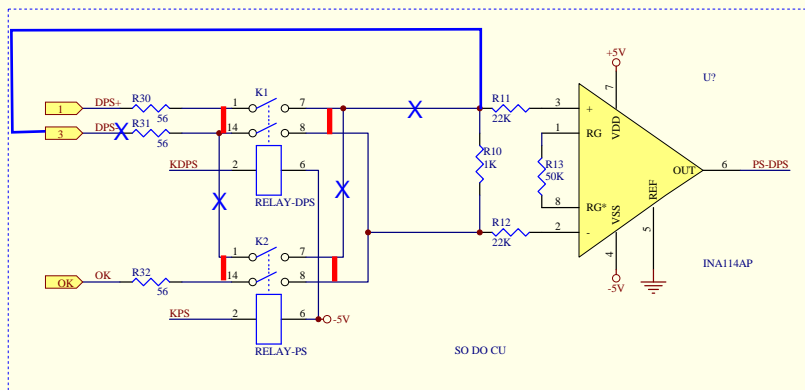 +5V
U?
K1
R11
7
1 DPS+ R30 1 7 3 +
56 22K
3 DPS- R31 14 8 1 RG VDD
56
R10
1K
R13
50K
KDPS 2 6 OUT 6 PS-DPS
RELAY-DPS
8 RG* VSS REF
R12
2 -
22K
K2
1 7
4 5
INA114AP
OK OK R32 14 8
56
-5V
KPS 2 6 -5V
RELAY-PS
SO DO CU